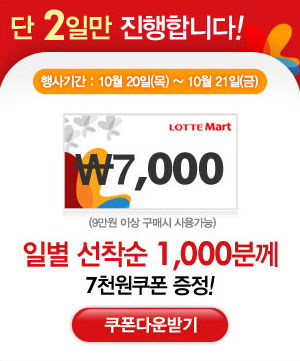 단 2일만 진행합니다!
행사기간 : 10월 20일(목) ~ 10월 21일(금)
LOTTE Mart
₩7,000
(9만원 이상 구매시 사용가능)
일별 선착순 1,000분께
7천원쿠폰 증정!
쿠폰다운받기